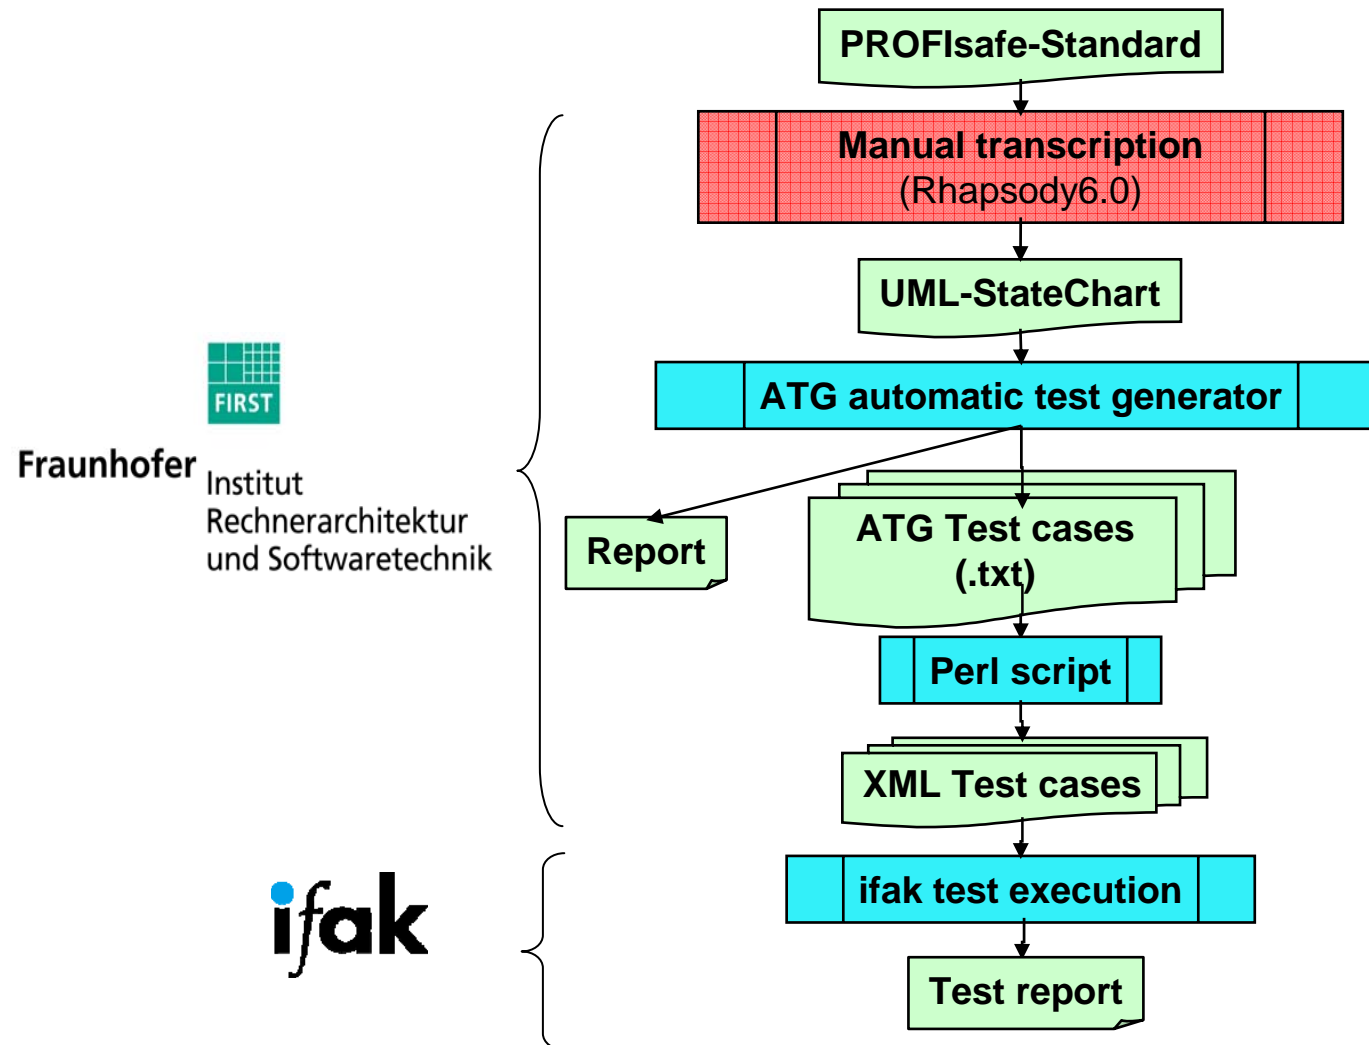 PROFIsafe-Standard
Manual transcription
(Rhapsody6.0)
UML-StateChart
ATG automatic test generator
FIRST
Fraunhofer
Institut
Rechnerarchitektur
und Softwaretechnik
Report
ATG Test cases
(.txt)
Perl script
XML Test cases
ifak
ifak test execution
Test report